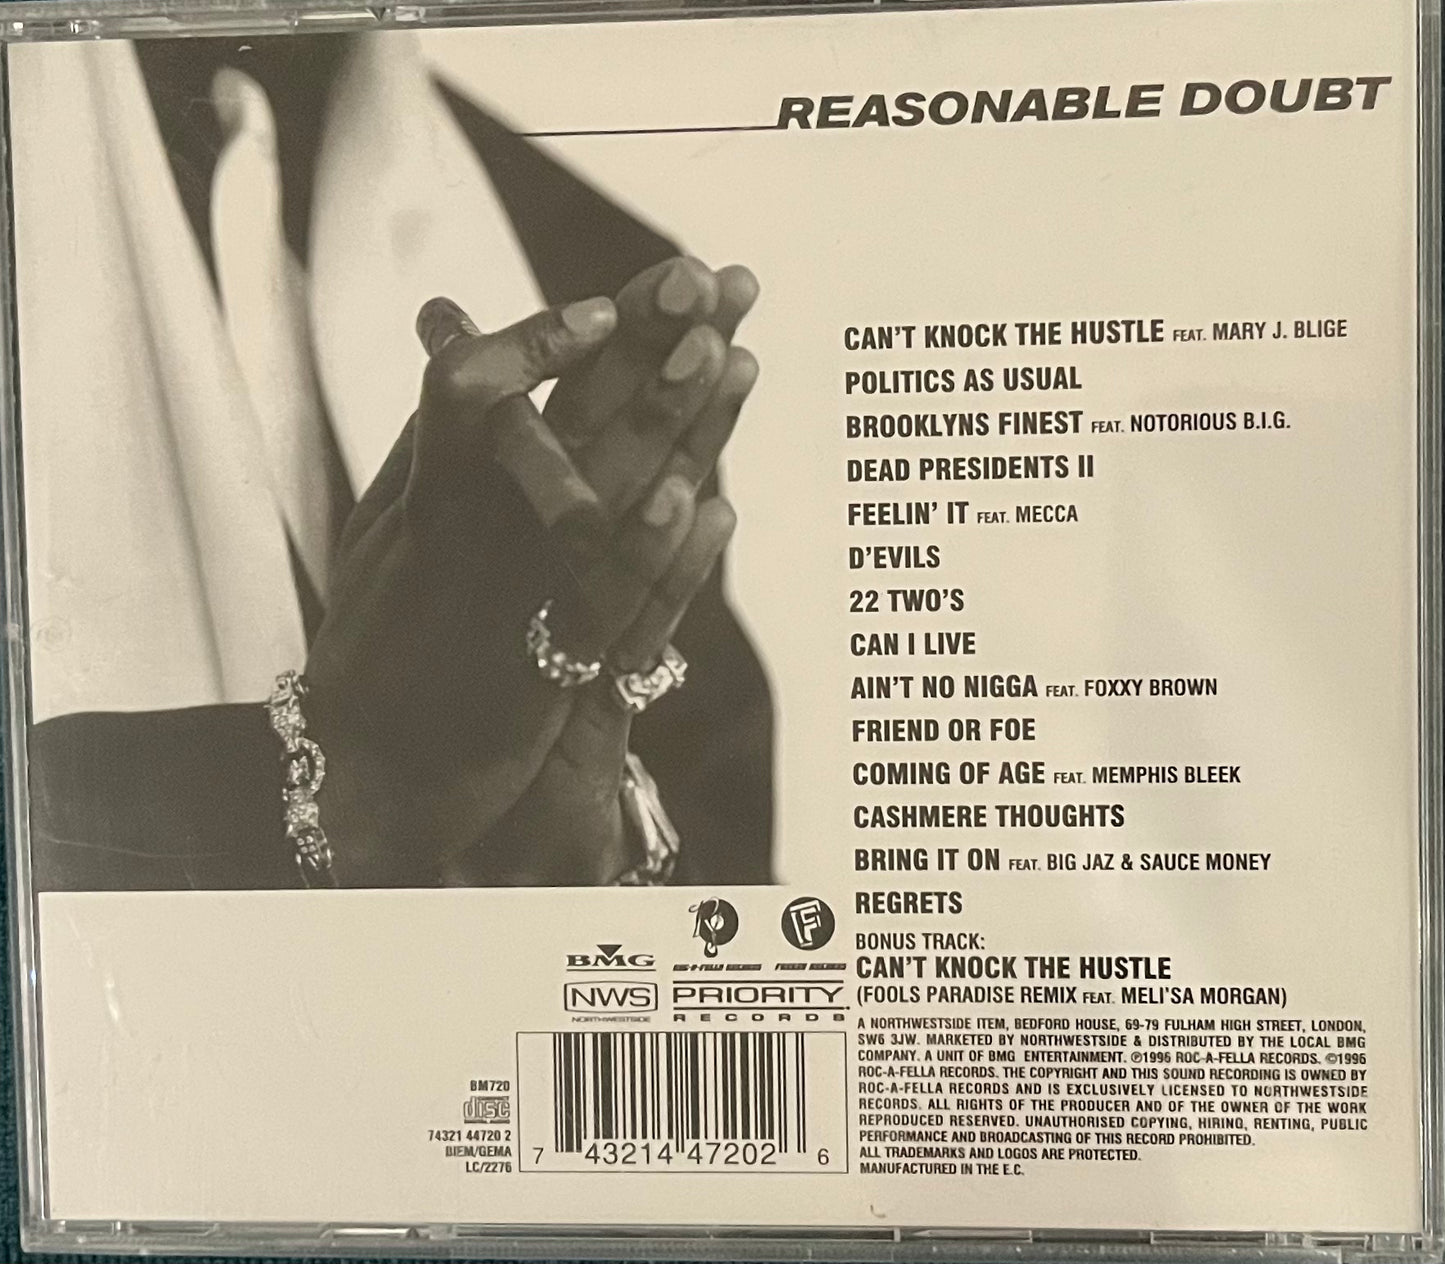 REASONABLE DOUBT
CAN'T KNOCK THE HUSTLE FEAT. MARY J. BLIGE
POLITICS AS USUAL
BROOKLYNS FINEST FEAT. NOTORIOUS B.I.G.
DEAD PRESIDENTS II
FEELIN' IT FEAT. MECCA
D'EVILS
22 TWO'S
CAN I LIVE
AIN'T NO NIGGA FEAT. FOXXY BROWN
FRIEND OR FOE
COMING OF AGE FEAT. MEMPHIS BLEEK
CASHMERE THOUGHTS
BRING IT ON FEAT. BIG JAZ & SAUCE MONEY
REGRETS
BONUS TRACK:
CAN'T KNOCK THE HUSTLE
(FOOLS PARADISE REMIX FEAT. MELI'SA MORGAN)
A NORTHWESTSIDE ITEM, BEDFORD HOUSE, 69-79 FULHAM HIGH STREET, LONDON,
SW6 3JW. MARKETED BY NORTHWESTSIDE & DISTRIBUTED BY THE LOCAL BMG
COMPANY. A UNIT OF BMG ENTERTAINMENT. ℗1996 ROC-A-FELLA RECORDS. ©1996
ROC-A-FELLA RECORDS. THE COPYRIGHT AND THIS SOUND RECORDING IS OWNED BY
ROC-A-FELLA RECORDS AND IS EXCLUSIVELY LICENSED TO NORTHWESTSIDE
RECORDS. ALL RIGHTS OF THE PRODUCER AND OF THE OWNER OF THE WORK
REPRODUCED RESERVED. UNAUTHORISED COPYING, HIRING, RENTING, PUBLIC
PERFORMANCE AND BROADCASTING OF THIS RECORD PROHIBITED.
ALL TRADEMARKS AND LOGOS ARE PROTECTED.
MANUFACTURED IN THE E.C.
BMG
ROC-A-FELLA RECORDS
NWS
NORTHWESTSIDE
PRIORITY
RECORDS
BM720
disc
74321 44720 2
BIEM/GEMA
LC/2276
7 43214 47202 6